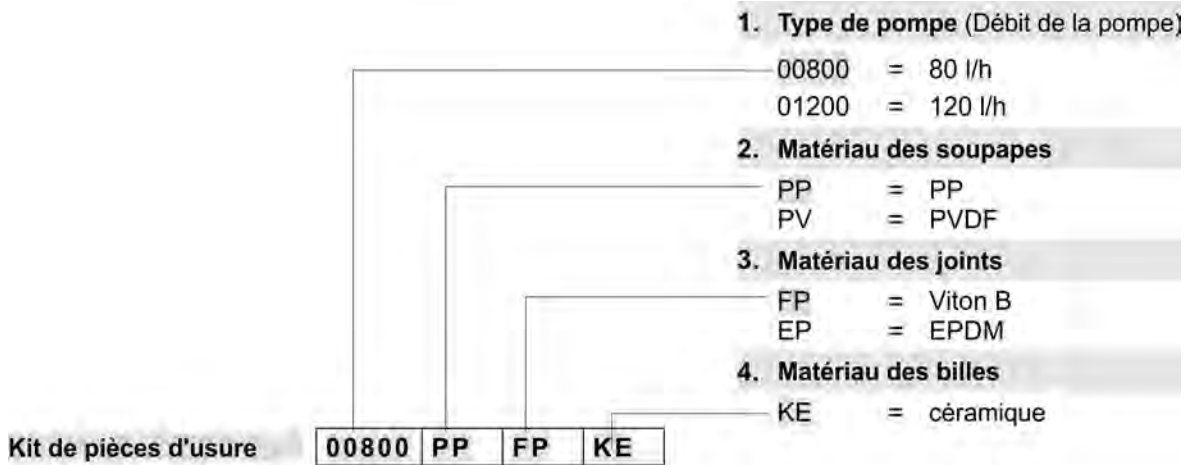 1. Type de pompe (Débit de la pompe)
00800 = 80 l/h
01200 = 120 l/h
2. Matériau des soupapes
PP = PP
PV = PVDF
3. Matériau des joints
FP = Viton B
EP = EPDM
4. Matériau des billes
KE = céramique
Kit de pièces d'usure 00800 PP FP KE